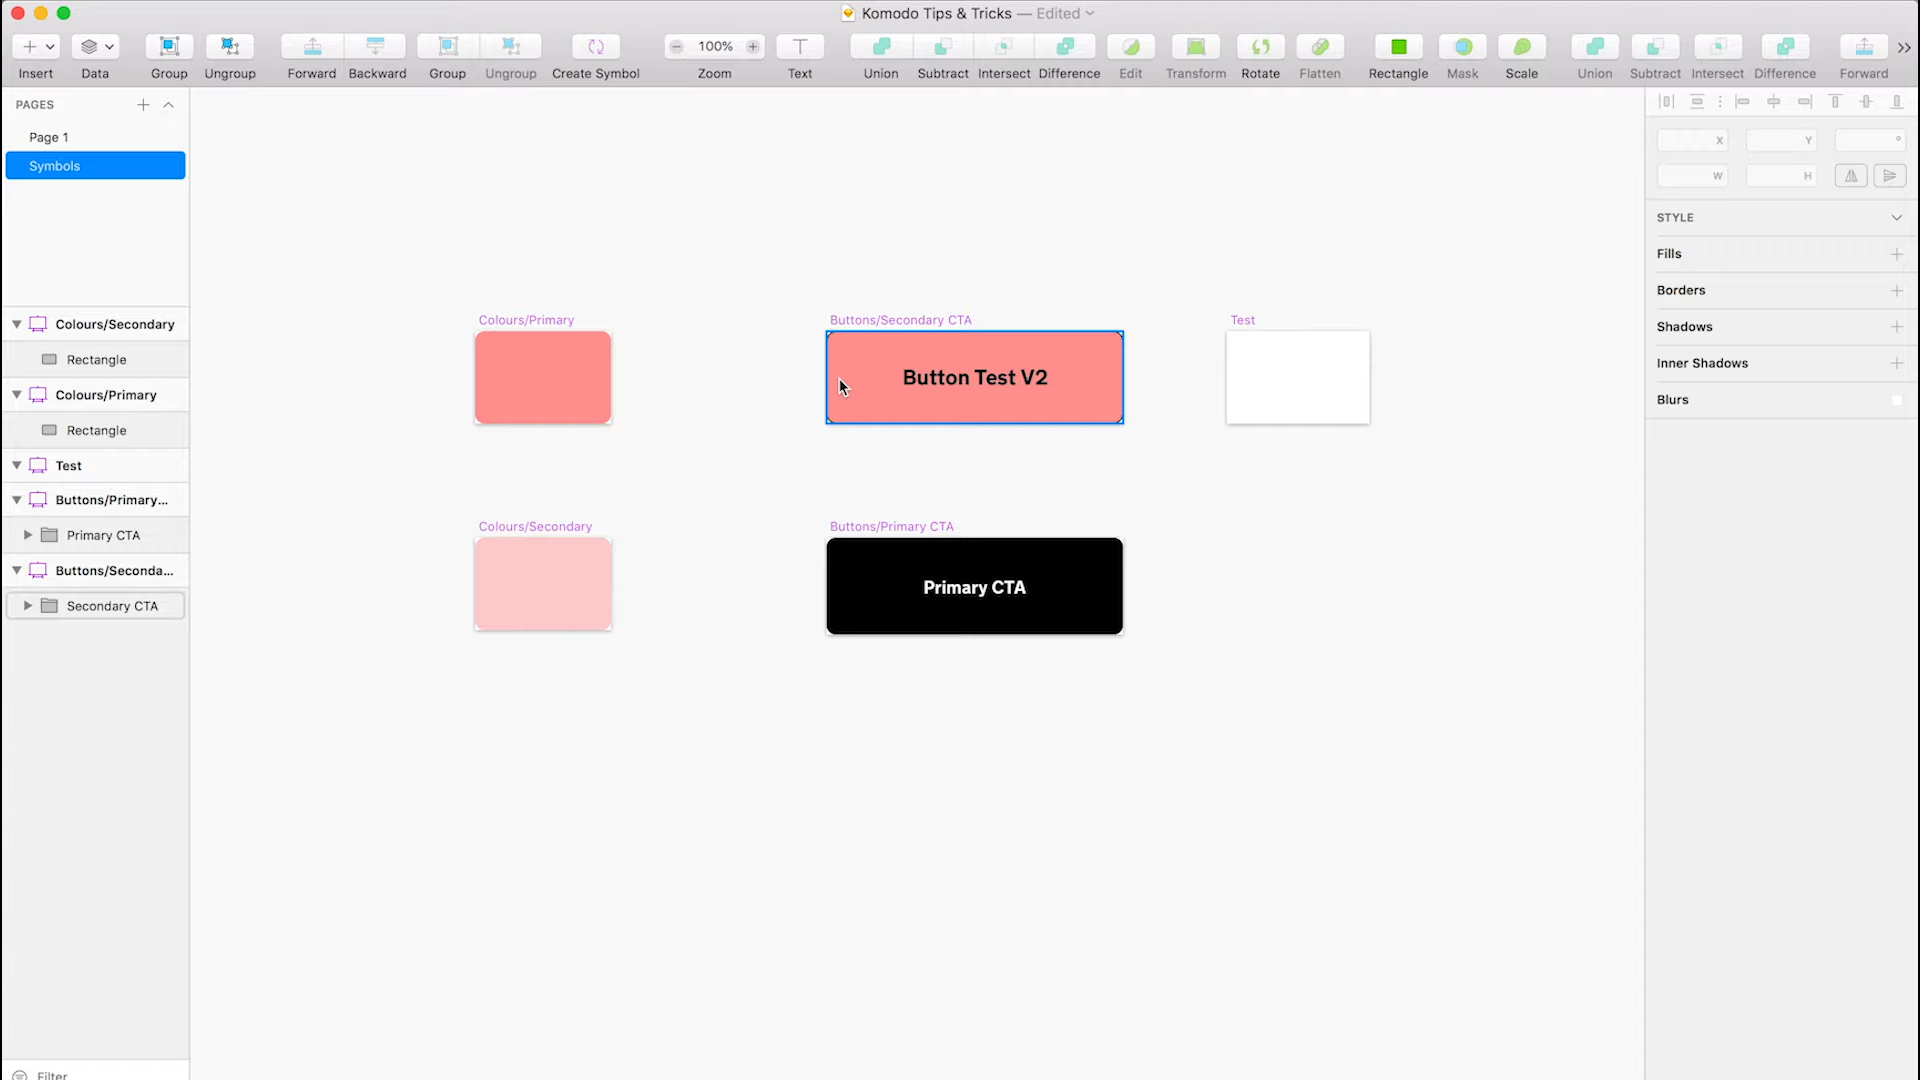 Komodo Tips & Tricks — Edited
100%
Insert Data Group Ungroup Forward Backward Group Ungroup Create Symbol Zoom Text Union Subtract Intersect Difference Edit Transform Rotate Flatten Rectangle Mask Scale Union Subtract Intersect Difference Forward
PAGES
Page 1
Symbols
Colours/Secondary
Rectangle
Colours/Primary
Rectangle
Test
Buttons/Primary...
Primary CTA
Buttons/Seconda...
Secondary CTA
Filter
Colours/Primary
Buttons/Secondary CTA
Test
Button Test V2
Colours/Secondary
Buttons/Primary CTA
Primary CTA
X Y °
W H
STYLE
Fills
Borders
Shadows
Inner Shadows
Blurs